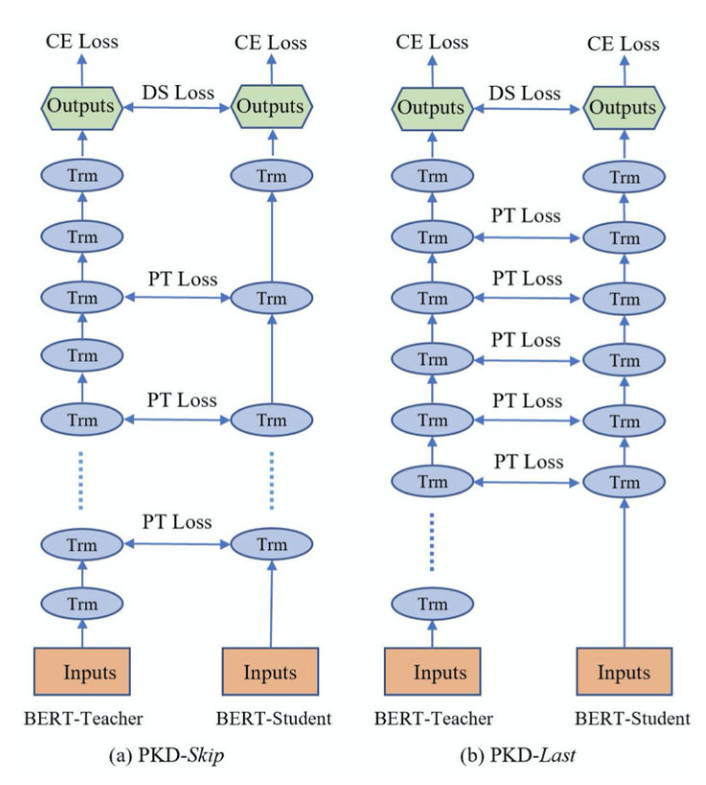 CE Loss
CE Loss
Outputs
DS Loss
Outputs
Trm
Trm
Trm
Trm
PT Loss
Trm
Trm
Trm
PT Loss
Trm
Trm
PT Loss
Trm
Trm
Inputs
Inputs
BERT-Teacher
BERT-Student
(a) PKD-Skip
CE Loss
CE Loss
Outputs
DS Loss
Outputs
Trm
Trm
Trm
PT Loss
Trm
Trm
PT Loss
Trm
Trm
PT Loss
Trm
Trm
PT Loss
Trm
Trm
PT Loss
Trm
Trm
Inputs
Inputs
BERT-Teacher
BERT-Student
(b) PKD-Last